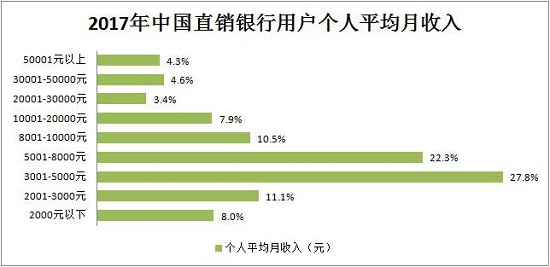 2017年中国直销银行用户个人平均月收入
50001元以上 4.3%
30001-50000元 4.6%
20001-30000元 3.4%
10001-20000元 7.9%
8001-10000元 10.5%
5001-8000元 22.3%
3001-5000元 27.8%
2001-3000元 11.1%
2000元以下 8.0%
个人平均月收入（元）